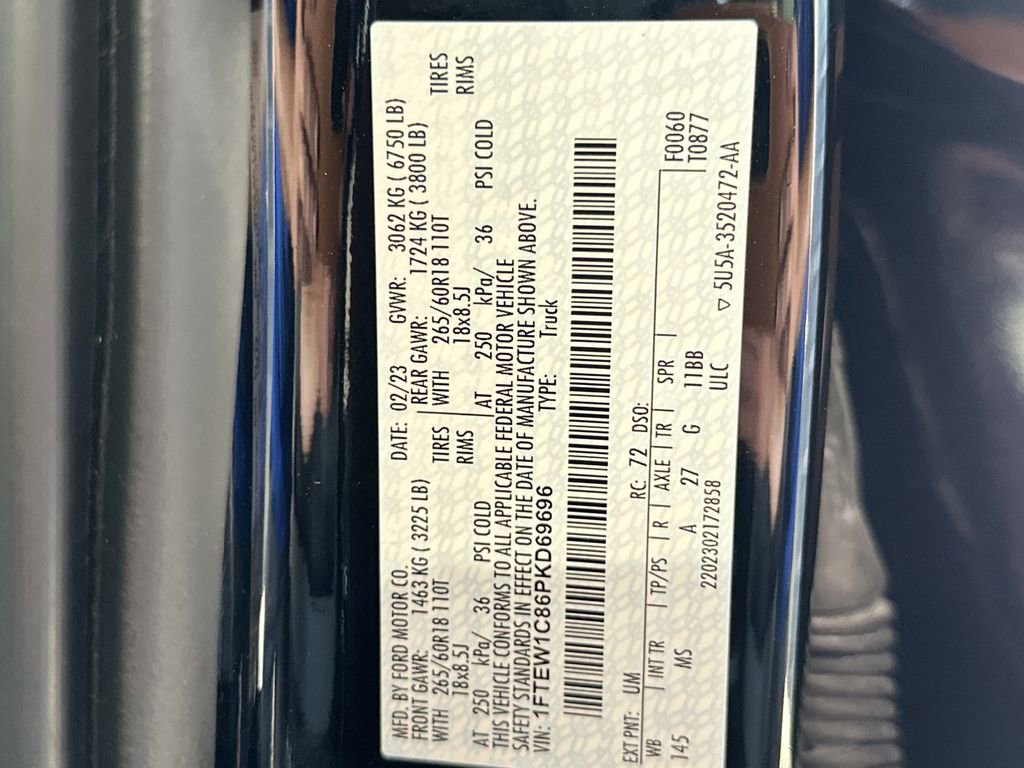 MFD. BY FORD MOTOR CO. DATE: 02/23 GVWR: 3062 KG ( 6750 LB)
FRONT GAWR: 1463 KG ( 3225 LB) REAR GAWR: 1724 KG ( 3800 LB)
WITH 265/60R18 110T TIRES WITH 265/60R18 110T TIRES
18x8.5J RIMS 18x8.5J RIMS
AT 250 kPa/ 36 PSI COLD AT 250 kPa/ 36 PSI COLD
THIS VEHICLE CONFORMS TO ALL APPLICABLE FEDERAL MOTOR VEHICLE
SAFETY STANDARDS IN EFFECT ON THE DATE OF MANUFACTURE SHOWN ABOVE.
VIN: 1FTEW1C86PKD69696 TYPE: Truck
EXT PNT: UM RC: 72 DSO: F0060
WB INT TR TP/PS R AXLE TR SPR T0877
145 MS A 27 G 11BB
2202302172858 ULC ▽ 5U5A-3520472-AA